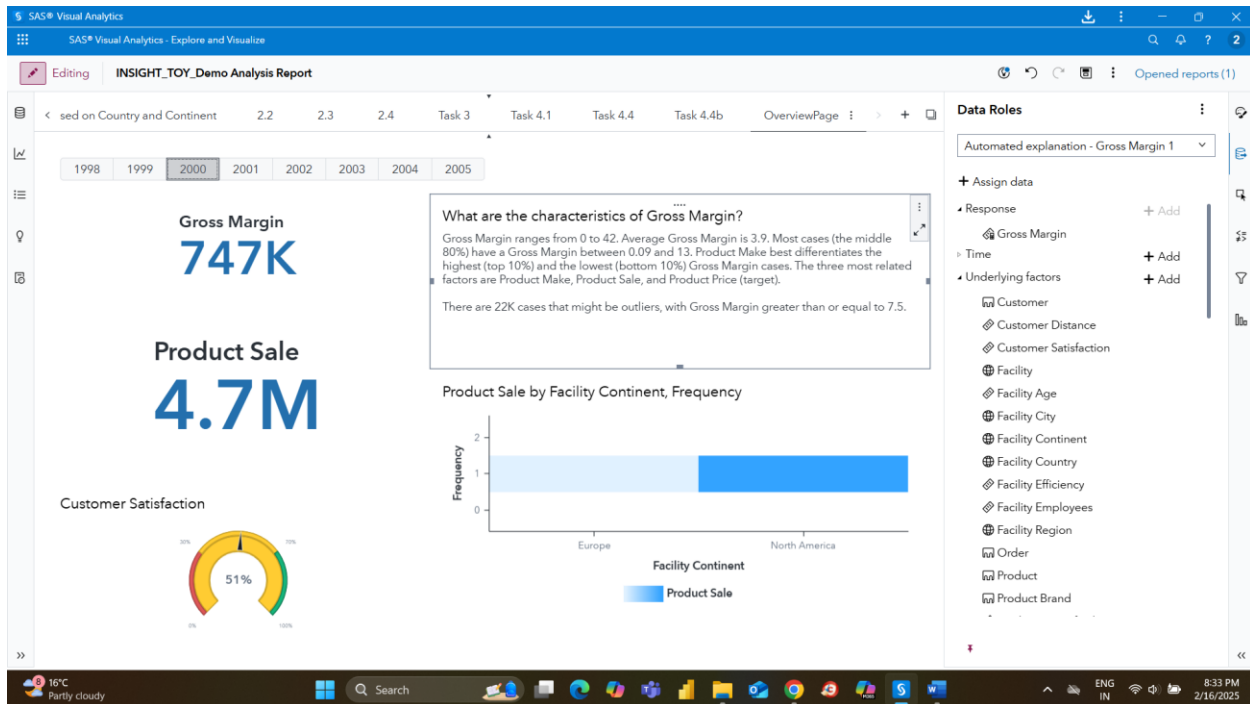 SAS® Visual Analytics
SAS® Visual Analytics - Explore and Visualize
2
Editing
INSIGHT_TOY_Demo Analysis Report
Opened reports (1)
sed on Country and Continent
2.2
2.3
2.4
Task 3
Task 4.1
Task 4.4
Task 4.4b
OverviewPage
1998
1999
2000
2001
2002
2003
2004
2005
Gross Margin
747K
Product Sale
4.7M
Customer Satisfaction
30%
70%
51%
0%
100%
What are the characteristics of Gross Margin?
Gross Margin ranges from 0 to 42. Average Gross Margin is 3.9. Most cases (the middle
80%) have a Gross Margin between 0.09 and 13. Product Make best differentiates the
highest (top 10%) and the lowest (bottom 10%) Gross Margin cases. The three most related
factors are Product Make, Product Sale, and Product Price (target).
There are 22K cases that might be outliers, with Gross Margin greater than or equal to 7.5.
Product Sale by Facility Continent, Frequency
Frequency
2
1
0
Europe
North America
Facility Continent
Product Sale
Data Roles
Automated explanation - Gross Margin 1
+ Assign data
Response
+ Add
Gross Margin
Time
+ Add
Underlying factors
+ Add
Customer
Customer Distance
Customer Satisfaction
Facility
Facility Age
Facility City
Facility Continent
Facility Country
Facility Efficiency
Facility Employees
Facility Region
Order
Product
Product Brand
8
16°C
Partly cloudy
Search
ENG
IN
8:33 PM
2/16/2025